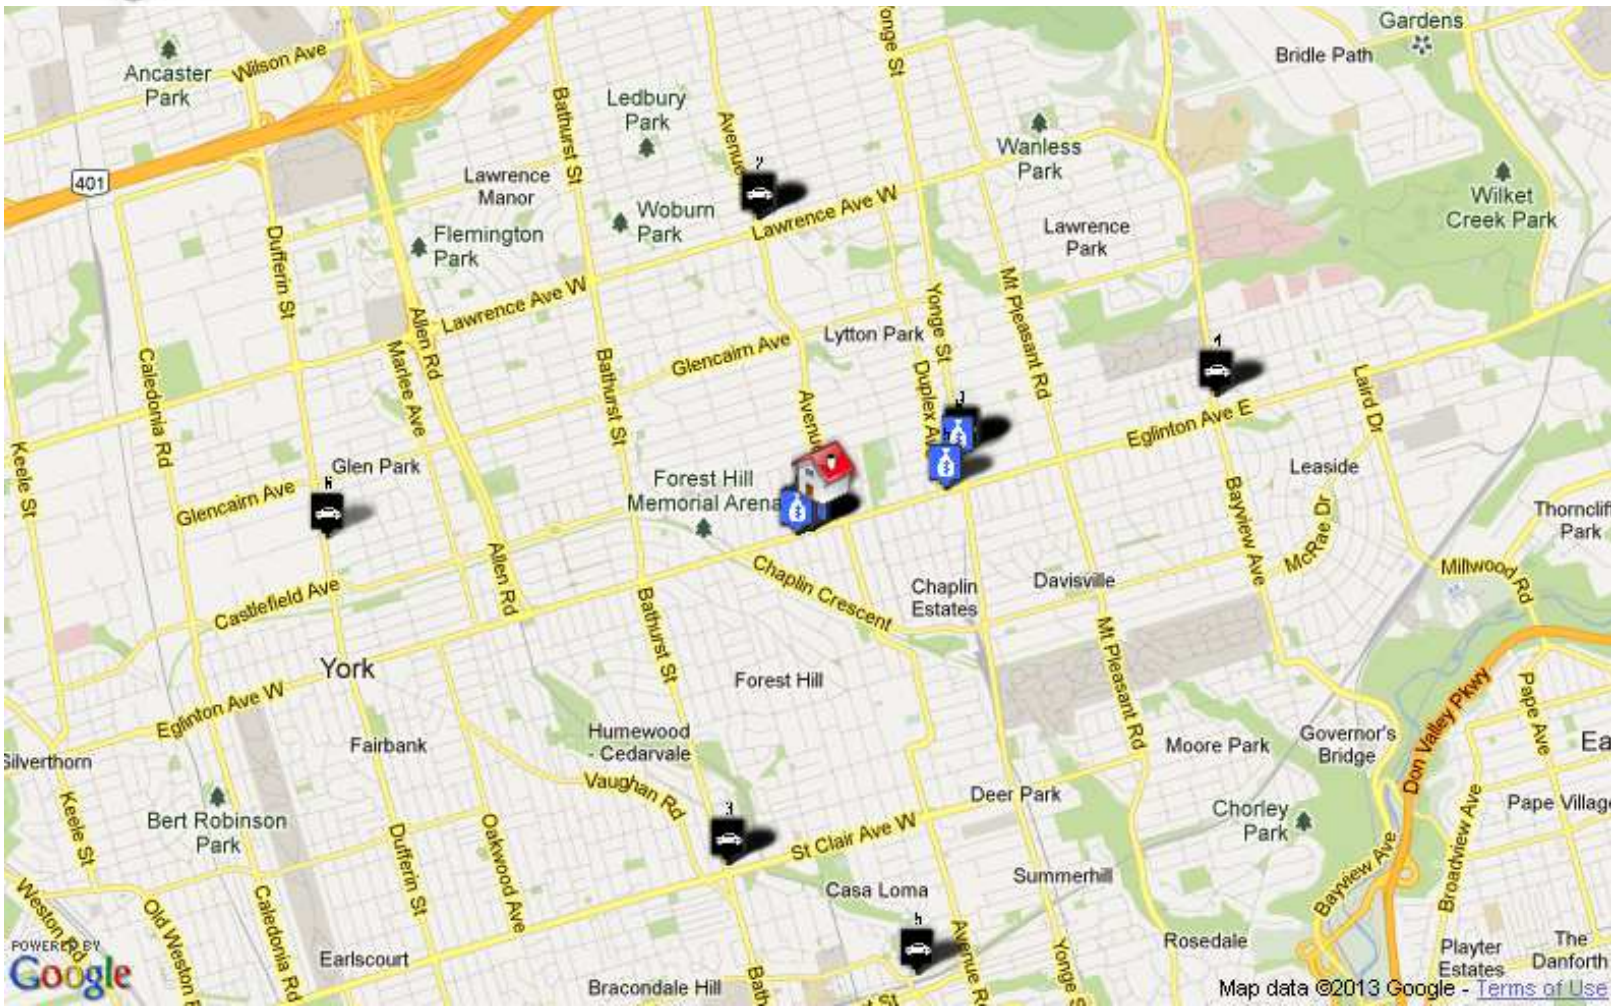 Gardens
Bridle Path
Yonge St
Wilson Ave
Ancaster
Park
Ledbury
Park
Bathurst St
Avenue
Wanless
Park
401
Lawrence
Manor
Wilket
Creek Park
Woburn
Park
Lawrence Ave W
Lawrence
Park
Flemington
Park
Dufferin St
Lawrence Ave W
Allen Rd
Yonge St
Mt Pleasant Rd
Lytton Park
Glencairn Ave
Caledonia Rd
Marlee Ave
Bathurst St
Duplex
Avenue
Laird Dr
Eglinton Ave E
Keele St
Glen Park
Glencairn Ave
Forest Hill
Memorial Arena
Leaside
Bayview Ave
McRae Dr
Thorncliff
Park
Allen Rd
Castlefield Ave
Chaplin Crescent
Chaplin
Estates
Davisville
Millwood Rd
Bathurst St
Mt Pleasant Rd
York
Forest Hill
Eglinton Ave W
Don Valley Pkwy
Pape Ave
Silverthorn
Fairbank
Humewood
- Cedarvale
Moore Park
Governor's
Bridge
Ea
Vaughan Rd
Deer Park
Keele St
Bert Robinson
Park
Dufferin St
Oakwood Ave
3
St Clair Ave W
Chorley
Park
Pape Village
Broadview Ave
Bayview Ave
Casa Loma
Summerhill
Weston Rd
Old Weston
Caledonia Rd
Earlscourt
Bracondale Hill
Bath
Avenue Rd
Yonge S
Rosedale
Playter
Estates
The
Danforth
POWERED BY
Google
Map data ©2013 Google - Terms of Use